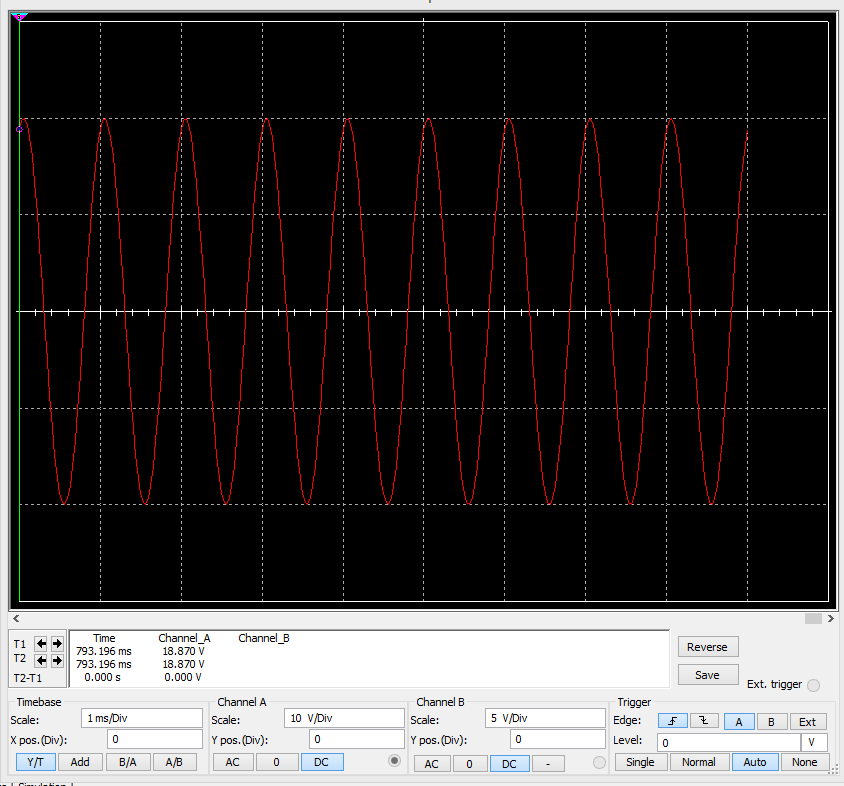 T1
T2
T2-T1
Time Channel_A Channel_B
793.196 ms 18.870 V
793.196 ms 18.870 V
0.000 s 0.000 V
Reverse
Save
Ext. trigger
Timebase
Scale: 1 ms/Div
X pos.(Div): 0
Y/T Add B/A A/B
Channel A
Scale: 10 V/Div
Y pos.(Div): 0
AC 0 DC
Channel B
Scale: 5 V/Div
Y pos.(Div): 0
AC 0 DC -
Trigger
Edge: A B Ext
Level: 0 V
Single Normal Auto None